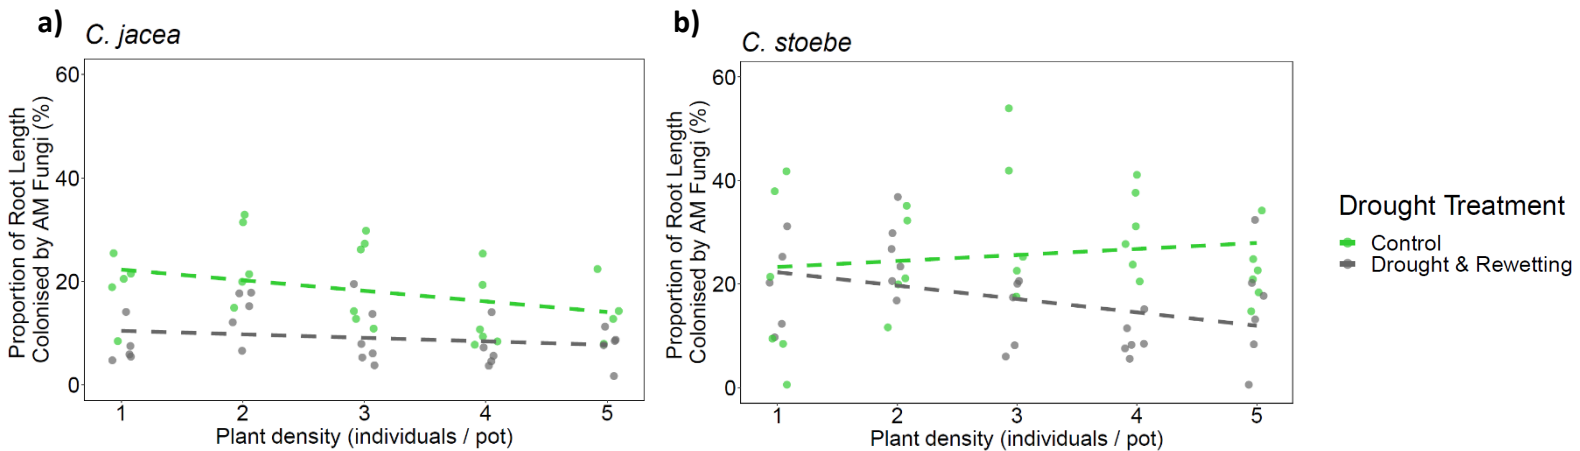 a)
C. jacea
Proportion of Root Length
Colonised by AM Fungi (%)
60
40
20
0
1 2 3 4 5
Plant density (individuals / pot)
b)
C. stoebe
Proportion of Root Length
Colonised by AM Fungi (%)
60
40
20
0
1 2 3 4 5
Plant density (individuals / pot)
Drought Treatment
Control
Drought & Rewetting